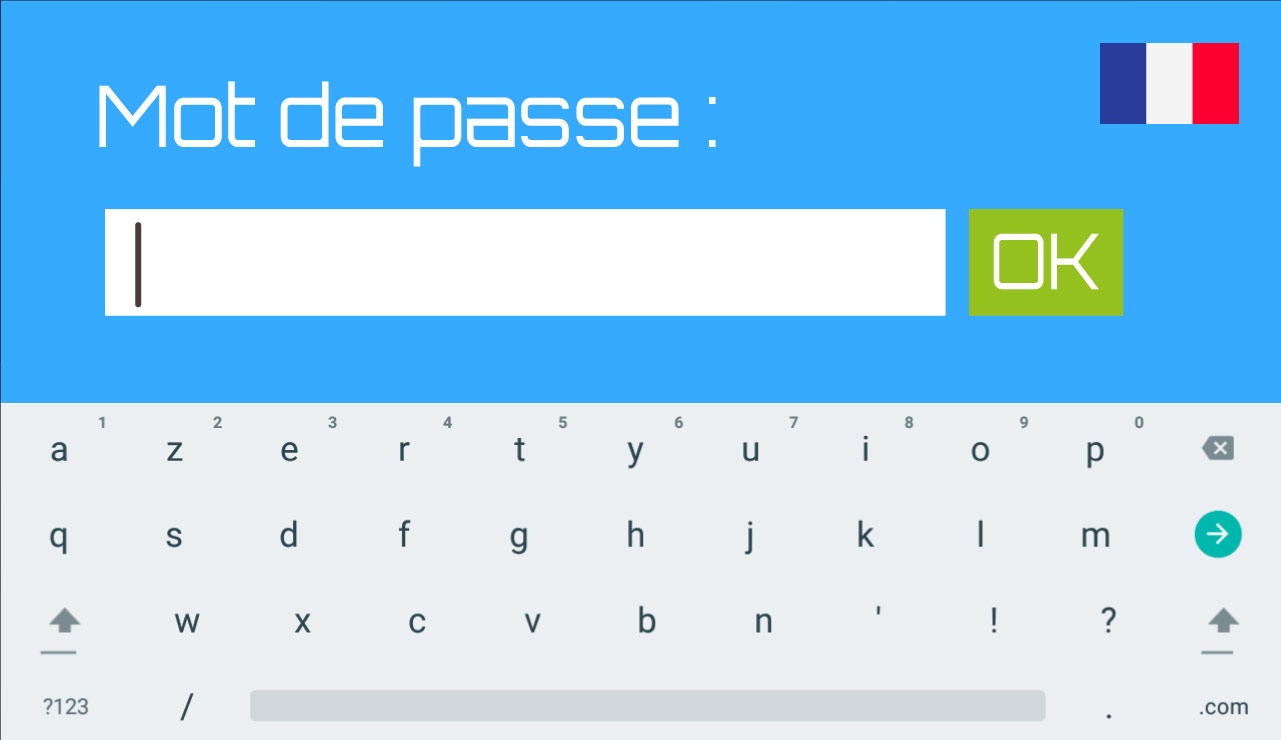 Mot de passe :
OK
1 2 3 4 5 6 7 8 9 0
a z e r t y u i o p
q s d f g h j k l m
w x c v b n ' ! ?
?123 / . .com